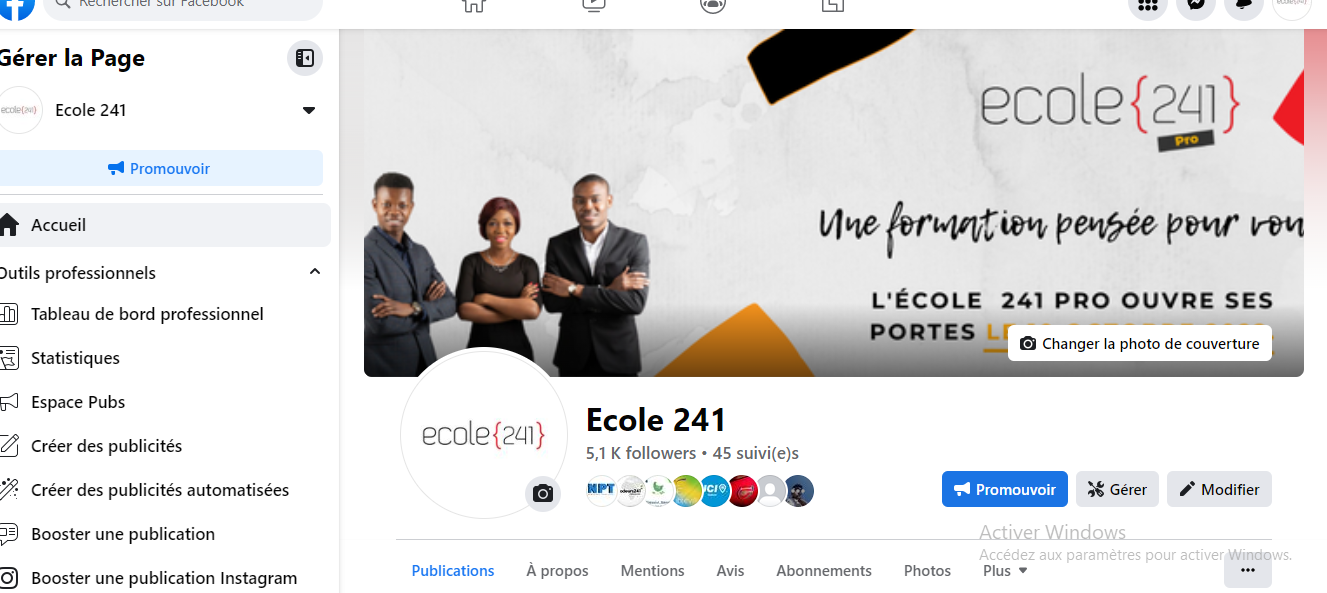 Rechercher sur Facebook
Gérer la Page
ecole{241}
Ecole 241
Promouvoir
Accueil
Outils professionnels
Tableau de bord professionnel
Statistiques
Espace Pubs
Créer des publicités
Créer des publicités automatisées
Booster une publication
Booster une publication Instagram
ecole{241}
Pro
Une formation pensée pour vou
L'ÉCOLE 241 PRO OUVRE SES
PORTES
Changer la photo de couverture
ecole{241}
Ecole 241
5,1 K followers • 45 suivi(e)s
NPT
Promouvoir
Gérer
Modifier
Activer Windows
Accédez aux paramètres pour activer Windows.
Publications
À propos
Mentions
Avis
Abonnements
Photos
Plus